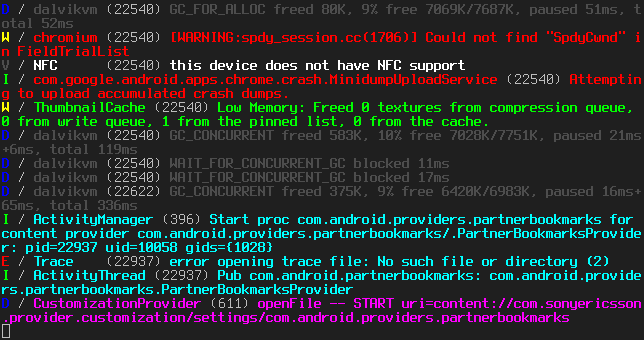 D / dalvikvm (22540) GC_FOR_ALLOC freed 80K, 9% free 7069K/7687K, paused 51ms, t
otal 52ms
W / chromium (22540) [WARNING:spdy_session.cc(1706)] Could not find "SpdyCwnd" i
n FieldTrialList
V / NFC      (22540) this device does not have NFC support
I / com.google.android.apps.chrome.crash.MinidumpUploadService (22540) Attemptin
g to upload accumulated crash dumps.
W / ThumbnailCache (22540) Low Memory: Freed 0 textures from compression queue,
0 from write queue, 1 from the pinned list, 0 from the cache.
D / dalvikvm (22540) GC_CONCURRENT freed 583K, 10% free 7028K/7751K, paused 21ms
+6ms, total 119ms
D / dalvikvm (22540) WAIT_FOR_CONCURRENT_GC blocked 11ms
D / dalvikvm (22540) WAIT_FOR_CONCURRENT_GC blocked 17ms
D / dalvikvm (22622) GC_CONCURRENT freed 375K, 9% free 6420K/6983K, paused 16ms+
65ms, total 336ms
I / ActivityManager (396) Start proc com.android.providers.partnerbookmarks for
content provider com.android.providers.partnerbookmarks/.PartnerBookmarksProvide
r: pid=22937 uid=10058 gids={1028}
E / Trace    (22937) error opening trace file: No such file or directory (2)
I / ActivityThread (22937) Pub com.android.partnerbookmarks: com.android.provide
rs.partnerbookmarks.PartnerBookmarksProvider
D / CustomizationProvider (611) openFile -- START uri=content://com.sonyericsson
.provider.customization/settings/com.android.providers.partnerbookmarks